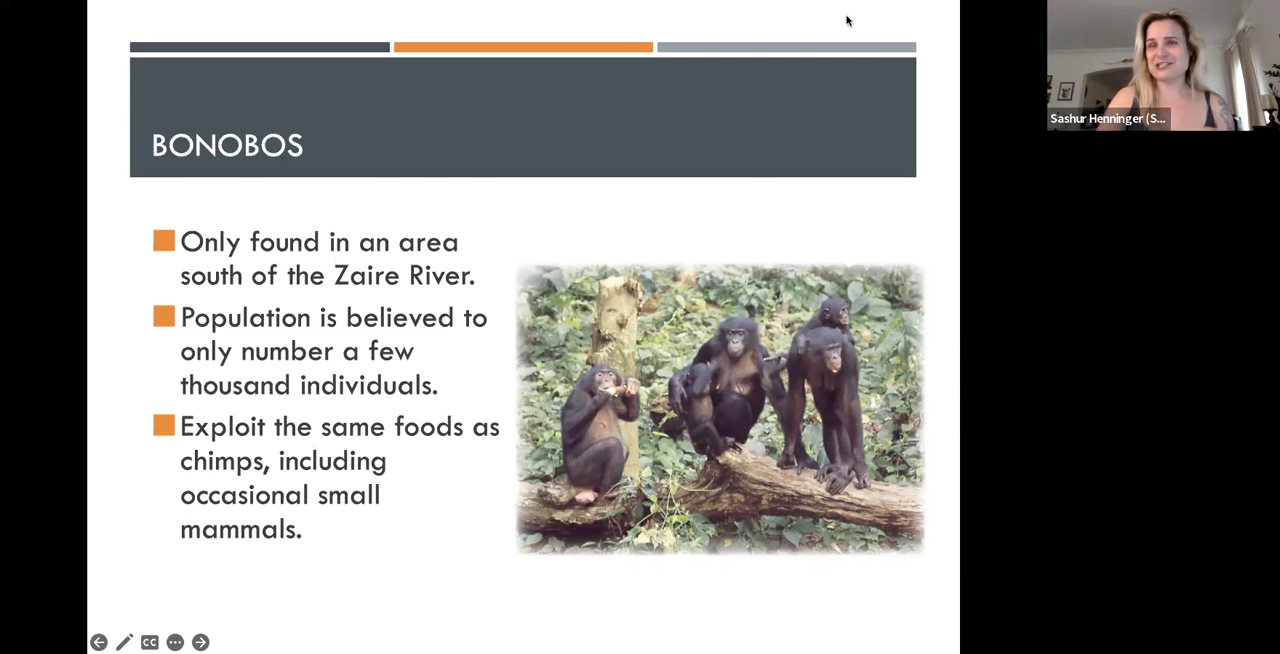 BONOBOS
Only found in an area
south of the Zaire River.
Population is believed to
only number a few
thousand individuals.
Exploit the same foods as
chimps, including
occasional small
mammals.
Sashur Henninger (S...
CC